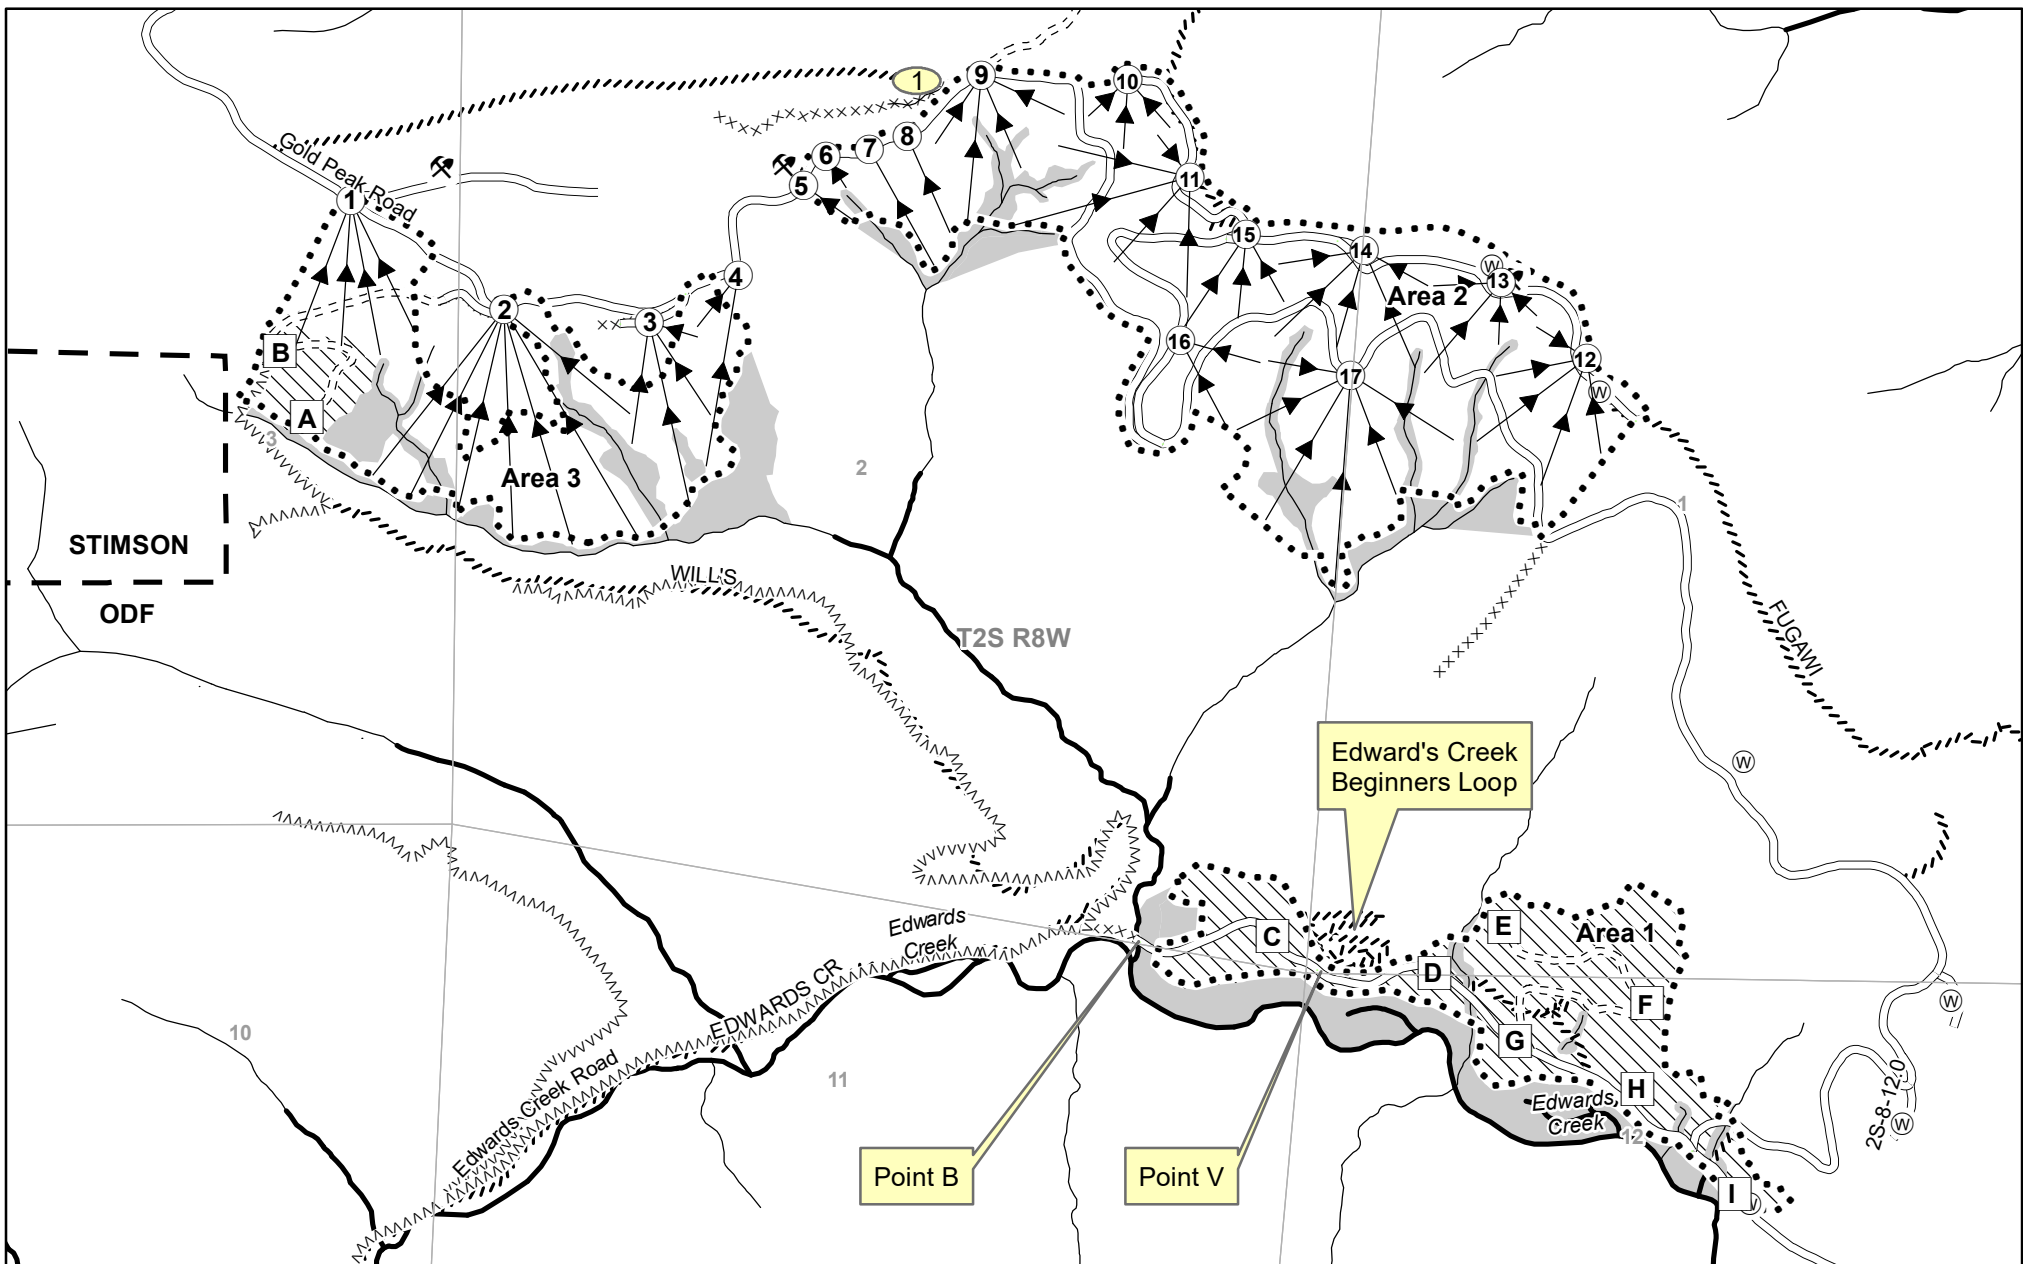 1
9
10
Gold Peak Road
8
7
6
5
11
1
15
14
W
13
4
Area 2
2
3
16
12
B
17
W
A
3
2
Area 3
1
STIMSON
WILL'S
ODF
T2S R8W
FUGAWI
Edward's Creek
Beginners Loop
W
Edwards
Creek
C
E
Area 1
D
EDWARDS CR
W
F
10
G
Edwards Creek Road
11
H
2S-8-12.0
Edwards
Creek
W
12
Point B
Point V
I
W